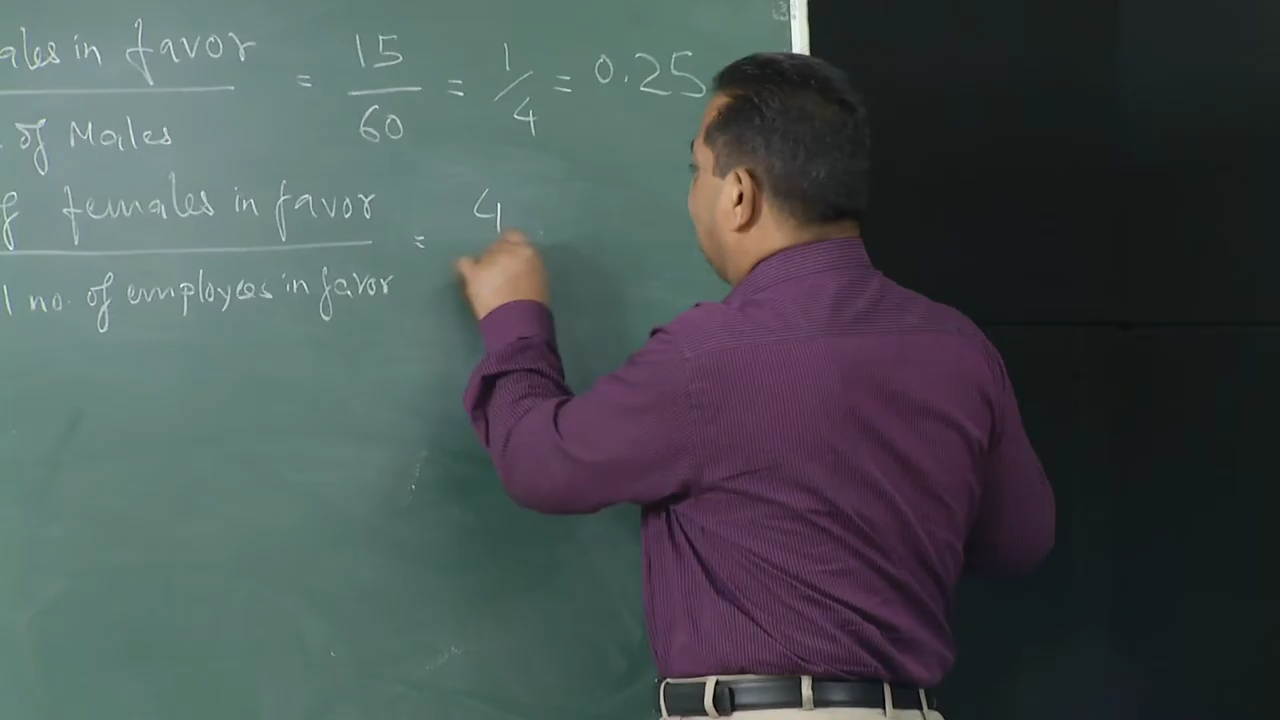 ales in favor
= 15/60 = 1/4 = 0.25
. of Males
g females in favor
= 4
l no. of employees in favor